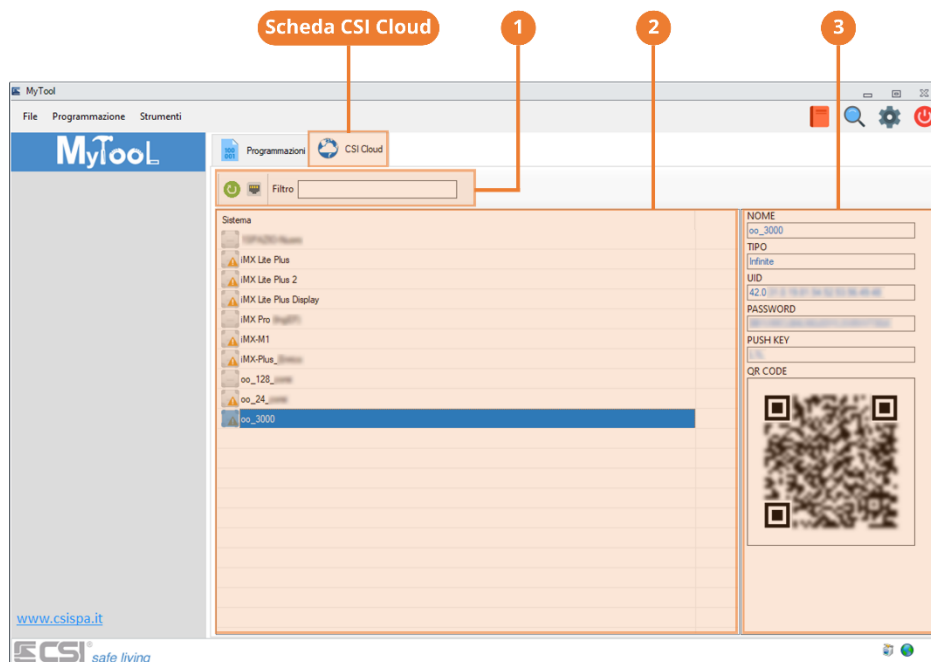 Scheda CSI Cloud
1
2
3
MyTool
File Programmazione Strumenti
MyTooL
Programmazioni
CSI Cloud
Filtro
Sistema
iMX Lite Plus
iMX Lite Plus 2
iMX Lite Plus Display
iMX Pro
iMX-M1
iMX-Plus_
oo_128_
oo_24_
oo_3000
NOME
oo_3000
TIPO
Infinite
UID
42.0
PASSWORD
PUSH KEY
QR CODE
www.csispa.it
CSI® safe living